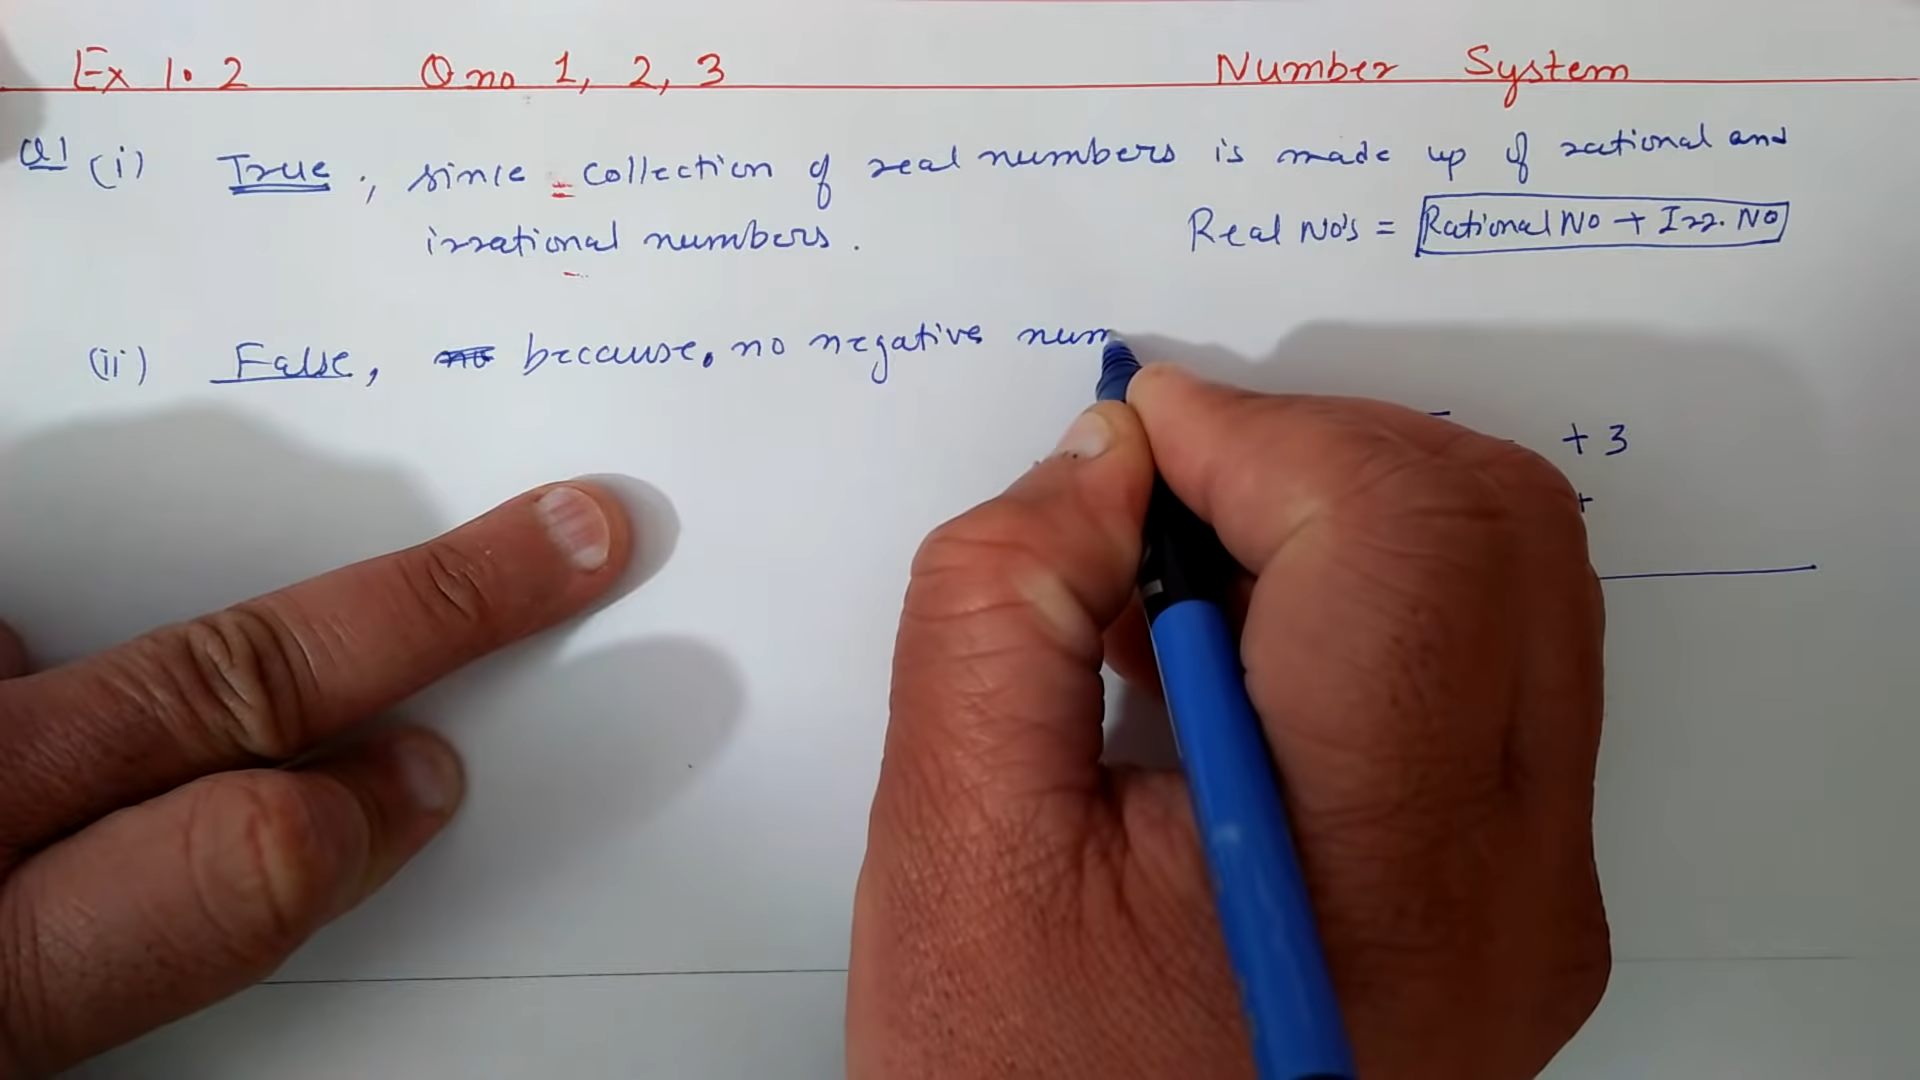 Ex 1.2 Q no 1, 2, 3 Number System
Q1 (i) True, since collection of real numbers is made up of rational and
irrational numbers. Real No's = Rational No + Irr. No
(ii) False, because, no negative num
+ 3
+